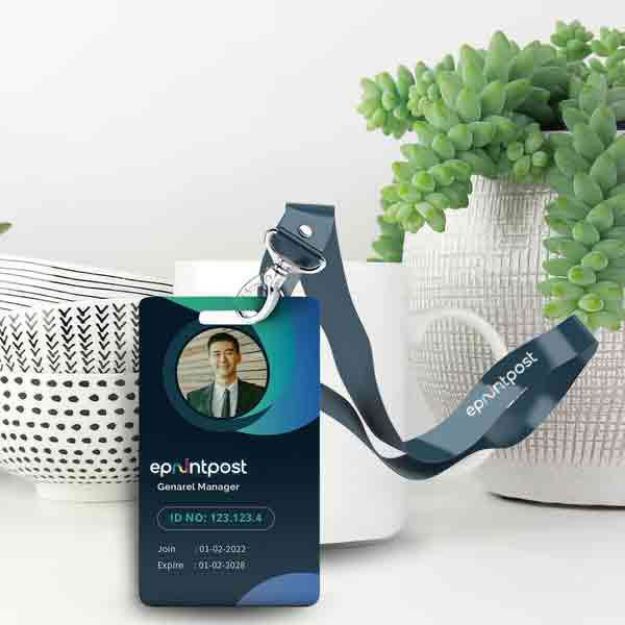 eprintpost
Genarel Manager
ID NO: 123.123.4
Join : 01-02-2022
Expire : 01-02-2028
eprintpost